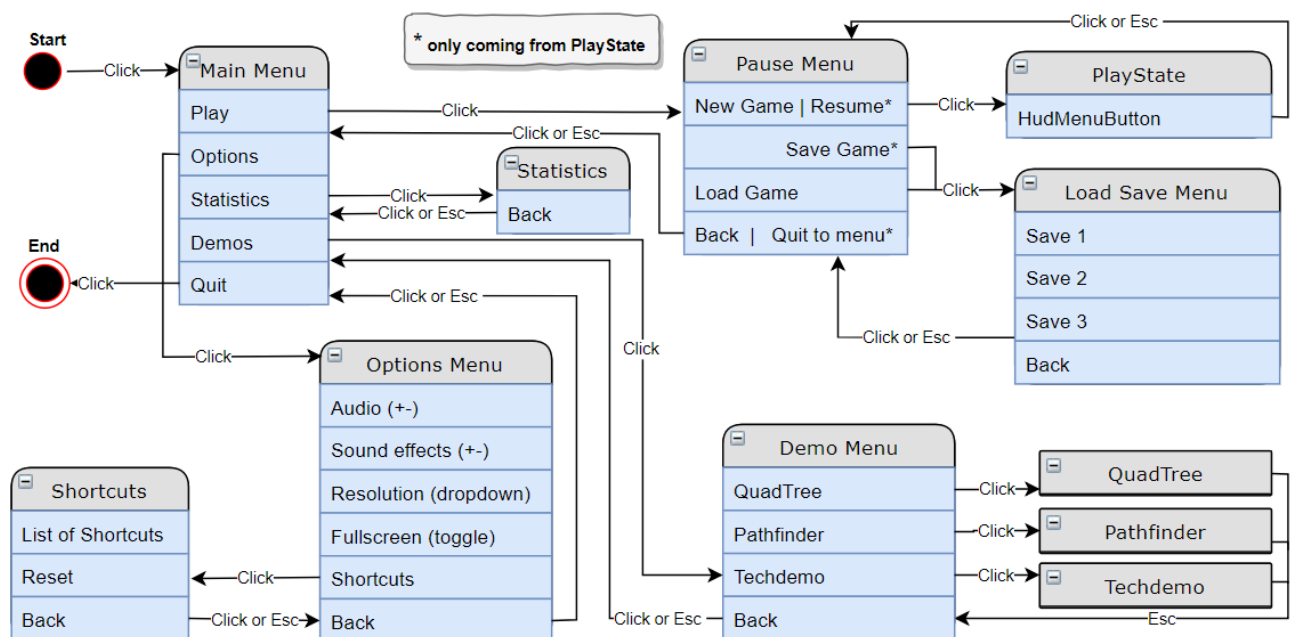 Start
Click
Main Menu
Play
Options
Statistics
Demos
Quit
End
Click
* only coming from PlayState
Click
Click or Esc
Click
Click or Esc
Statistics
Back
Click or Esc
Click
Click
Pause Menu
New Game | Resume*
Save Game*
Load Game
Back | Quit to menu*
Click or Esc
Click
PlayState
HudMenuButton
Click
Load Save Menu
Save 1
Save 2
Save 3
Back
Click or Esc
Options Menu
Audio (+-)
Sound effects (+-)
Resolution (dropdown)
Fullscreen (toggle)
Shortcuts
Back
Shortcuts
List of Shortcuts
Reset
Back
Click
Click or Esc
Click or Esc
Demo Menu
QuadTree
Pathfinder
Techdemo
Back
Click
Click
Click
QuadTree
Pathfinder
Techdemo
Esc